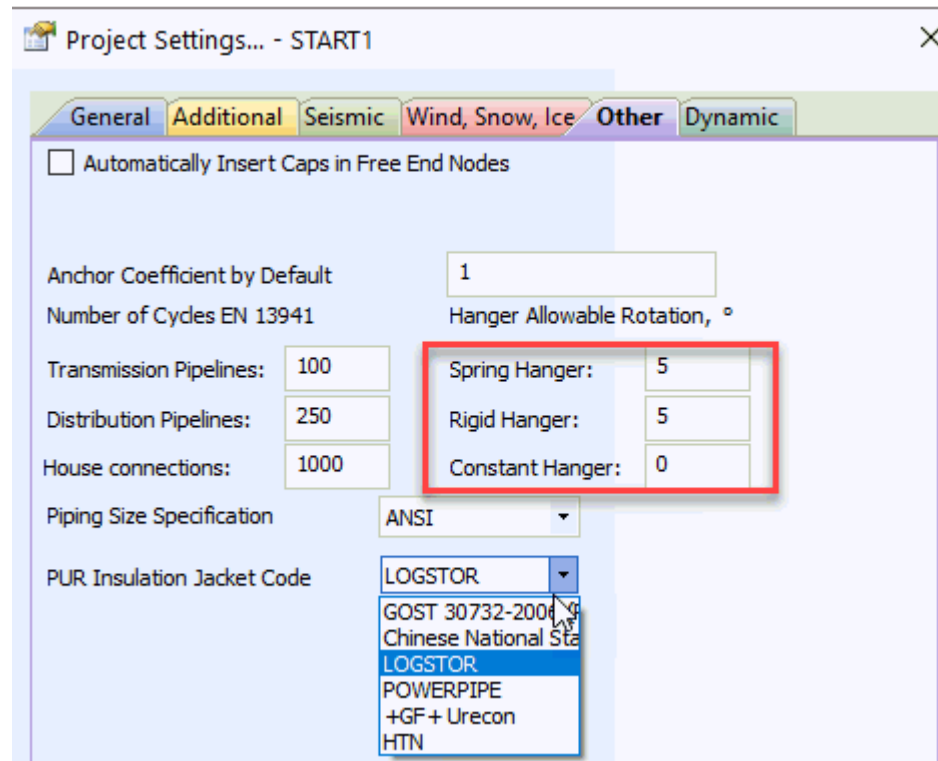 Project Settings... - START1
General Additional Seismic Wind, Snow, Ice Other Dynamic
Automatically Insert Caps in Free End Nodes
Anchor Coefficient by Default 1
Number of Cycles EN 13941 Hanger Allowable Rotation, °
Transmission Pipelines: 100 Spring Hanger: 5
Distribution Pipelines: 250 Rigid Hanger: 5
House connections: 1000 Constant Hanger: 0
Piping Size Specification ANSI
PUR Insulation Jacket Code LOGSTOR
GOST 30732-2006
Chinese National Sta
LOGSTOR
POWERPIPE
+GF+ Urecon
HTN